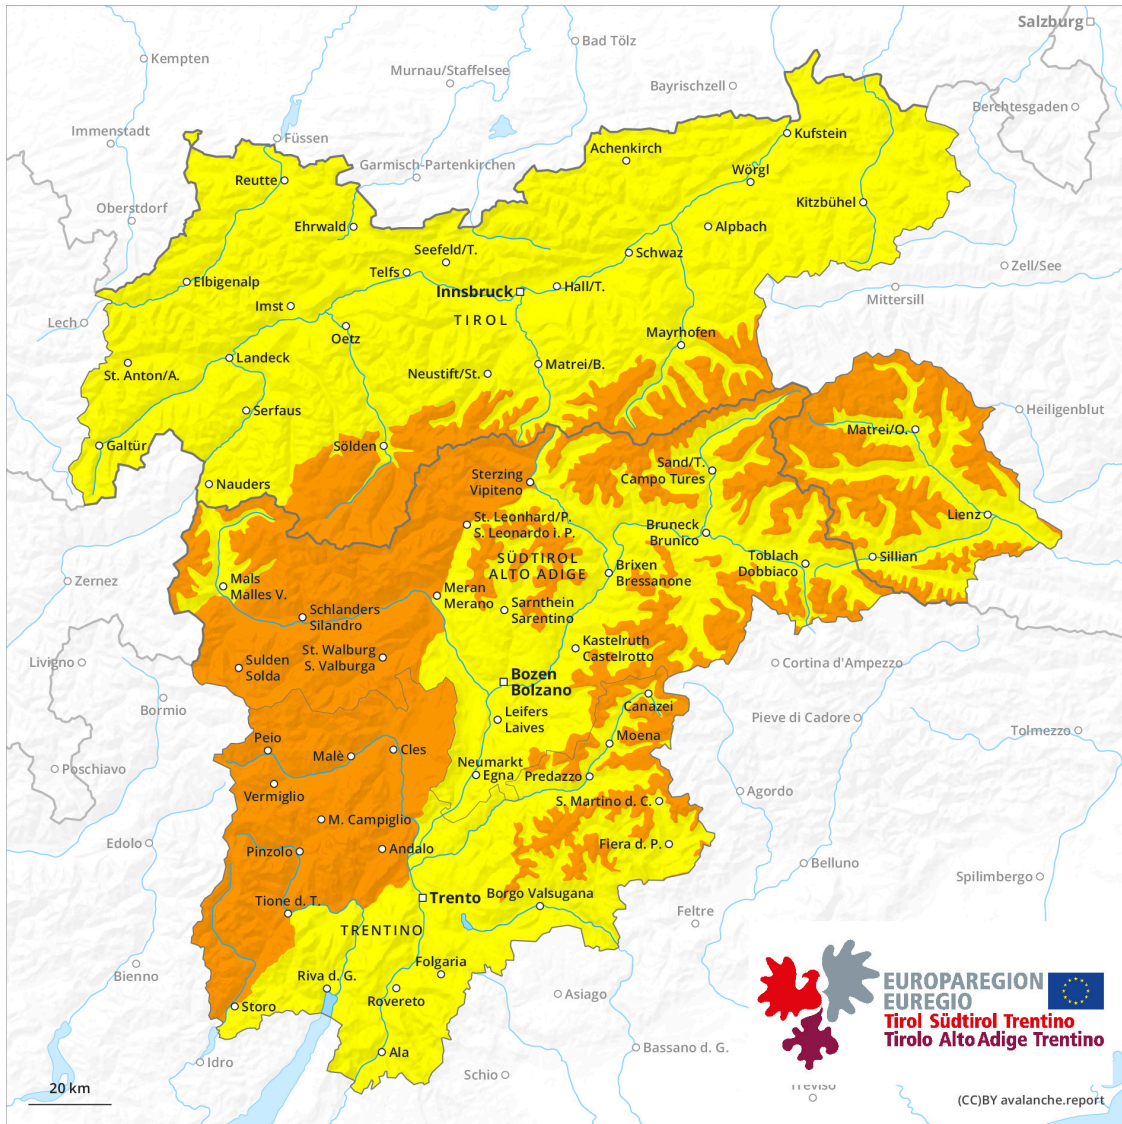 Salzburg
Bad Tölz
Kempten
Murnau/Staffelsee
Bayrischzell
Berchtesgaden
Immenstadt
Füssen
Kufstein
Achenkirch
Garmisch-Partenkirchen
Wörgl
Reutte
Kitzbühel
Oberstdorf
Ehrwald
Alpbach
Seefeld/T.
Schwaz
Telfs
Zell/See
Elbigenalp
Hall/T.
Innsbruck
Mittersill
Imst
TIROL
Lech
Oetz
Mayrhofen
Landeck
Matrei/B.
St. Anton/A.
Neustift/St.
Serfaus
Heiligenblut
Matrei/O.
Galtür
Sölden
Sand/T.
Campo Tures
Sterzing
Vipiteno
Nauders
St. Leonhard/P.
S. Leonardo i. P.
Lienz
Bruneck
Brunico
SÜDTIROL
ALTO ADIGE
Toblach
Dobbiaco
Sillian
Brixen
Bressanone
Zernez
Mals
Malles V.
Meran
Merano
Sarnthein
Sarentino
Schlanders
Silandro
Kastelruth
Castelrotto
St. Walburg
S. Valburga
Livigno
Sulden
Solda
Cortina d'Ampezzo
Bozen
Bolzano
Bormio
Canazei
Leifers
Laives
Pieve di Cadore
Tolmezzo
Moena
Peio
Malè
Cles
Poschiavo
Neumarkt
Egna
Predazzo
Vermiglio
Agordo
S. Martino d. C.
M. Campiglio
Edolo
Pinzolo
Andalo
Fiera d. P.
Belluno
Spilimbergo
Tione d. T.
Trento
Borgo Valsugana
Feltre
TRENTINO
Folgaria
Bienno
Riva d. G.
Rovereto
Asiago
Storo
EUROPAREGION
EUREGIO
Tirol Südtirol Trentino
Tirolo Alto Adige Trentino
Ala
Bassano d. G.
Idro
Schio
Treviso
20 km
(CC)BY avalanche.report